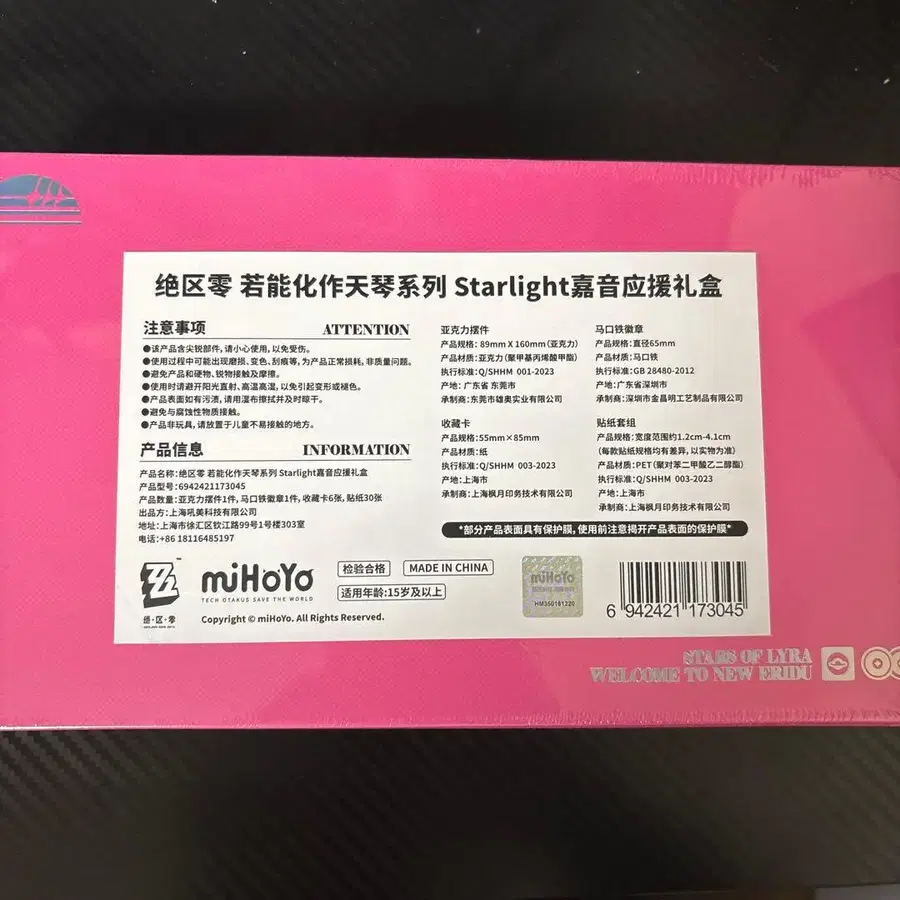 绝区零 若能化作天琴系列 Starlight嘉音应援礼盒
注意事项 ATTENTION
●该产品含尖锐部件,请小心使用,以免受伤。
●使用过程中可能出现磨损、变色、刮痕等,为产品正常损耗,非质量问题。
●避免产品和硬物、锐物接触及摩擦。
●使用时请避开阳光直射、高温高湿,以免引起变形或褪色。
●产品表面如有污渍,请用湿布擦拭并及时晾干。
●避免与腐蚀性物质接触。
●产品非玩具,请放置于儿童不易接触的地方。
产品信息 INFORMATION
产品名称:绝区零 若能化作天琴系列 Starlight嘉音应援礼盒
产品型号:6942421173045
产品数量:亚克力摆件1件,马口铁徽章1件,收藏卡6张,贴纸30张
出品方:上海吼美科技有限公司
地址:上海市徐汇区钦江路99号1号楼303室
电话:+86 18116485197
亚克力摆件
产品规格:89mm X 160mm(亚克力)
产品材质:亚克力(聚甲基丙烯酸甲酯)
执行标准:Q/SHHM 001-2023
产地:广东省 东莞市
承制商:东莞市雄奥实业有限公司
马口铁徽章
产品规格:直径65mm
产品材质:马口铁
执行标准:GB 28480-2012
产地:广东省深圳市
承制商:深圳市金昌明工艺制品有限公司
收藏卡
产品规格:55mm×85mm
产品材质:纸
执行标准:Q/SHHM 003-2023
产地:上海市
承制商:上海枫月印务技术有限公司
贴纸套组
产品规格:宽度范围约1.2cm-4.1cm
(每款贴纸规格均有差异,以实物为准)
产品材质:PET(聚对苯二甲酸乙二醇酯)
执行标准:Q/SHHM 003-2023
产地:上海市
承制商:上海枫月印务技术有限公司
*部分产品表面具有保护膜,使用前注意揭开产品表面的保护膜*
绝·区·零
miHoYo
TECH OTAKUS SAVE THE WORLD
检验合格 MADE IN CHINA
适用年龄:15岁及以上
Copyright © miHoYo. All Rights Reserved.
miHoYo
HM350181220
6 942421 173045
STARS OF LYRA
WELCOME TO NEW ERIDU